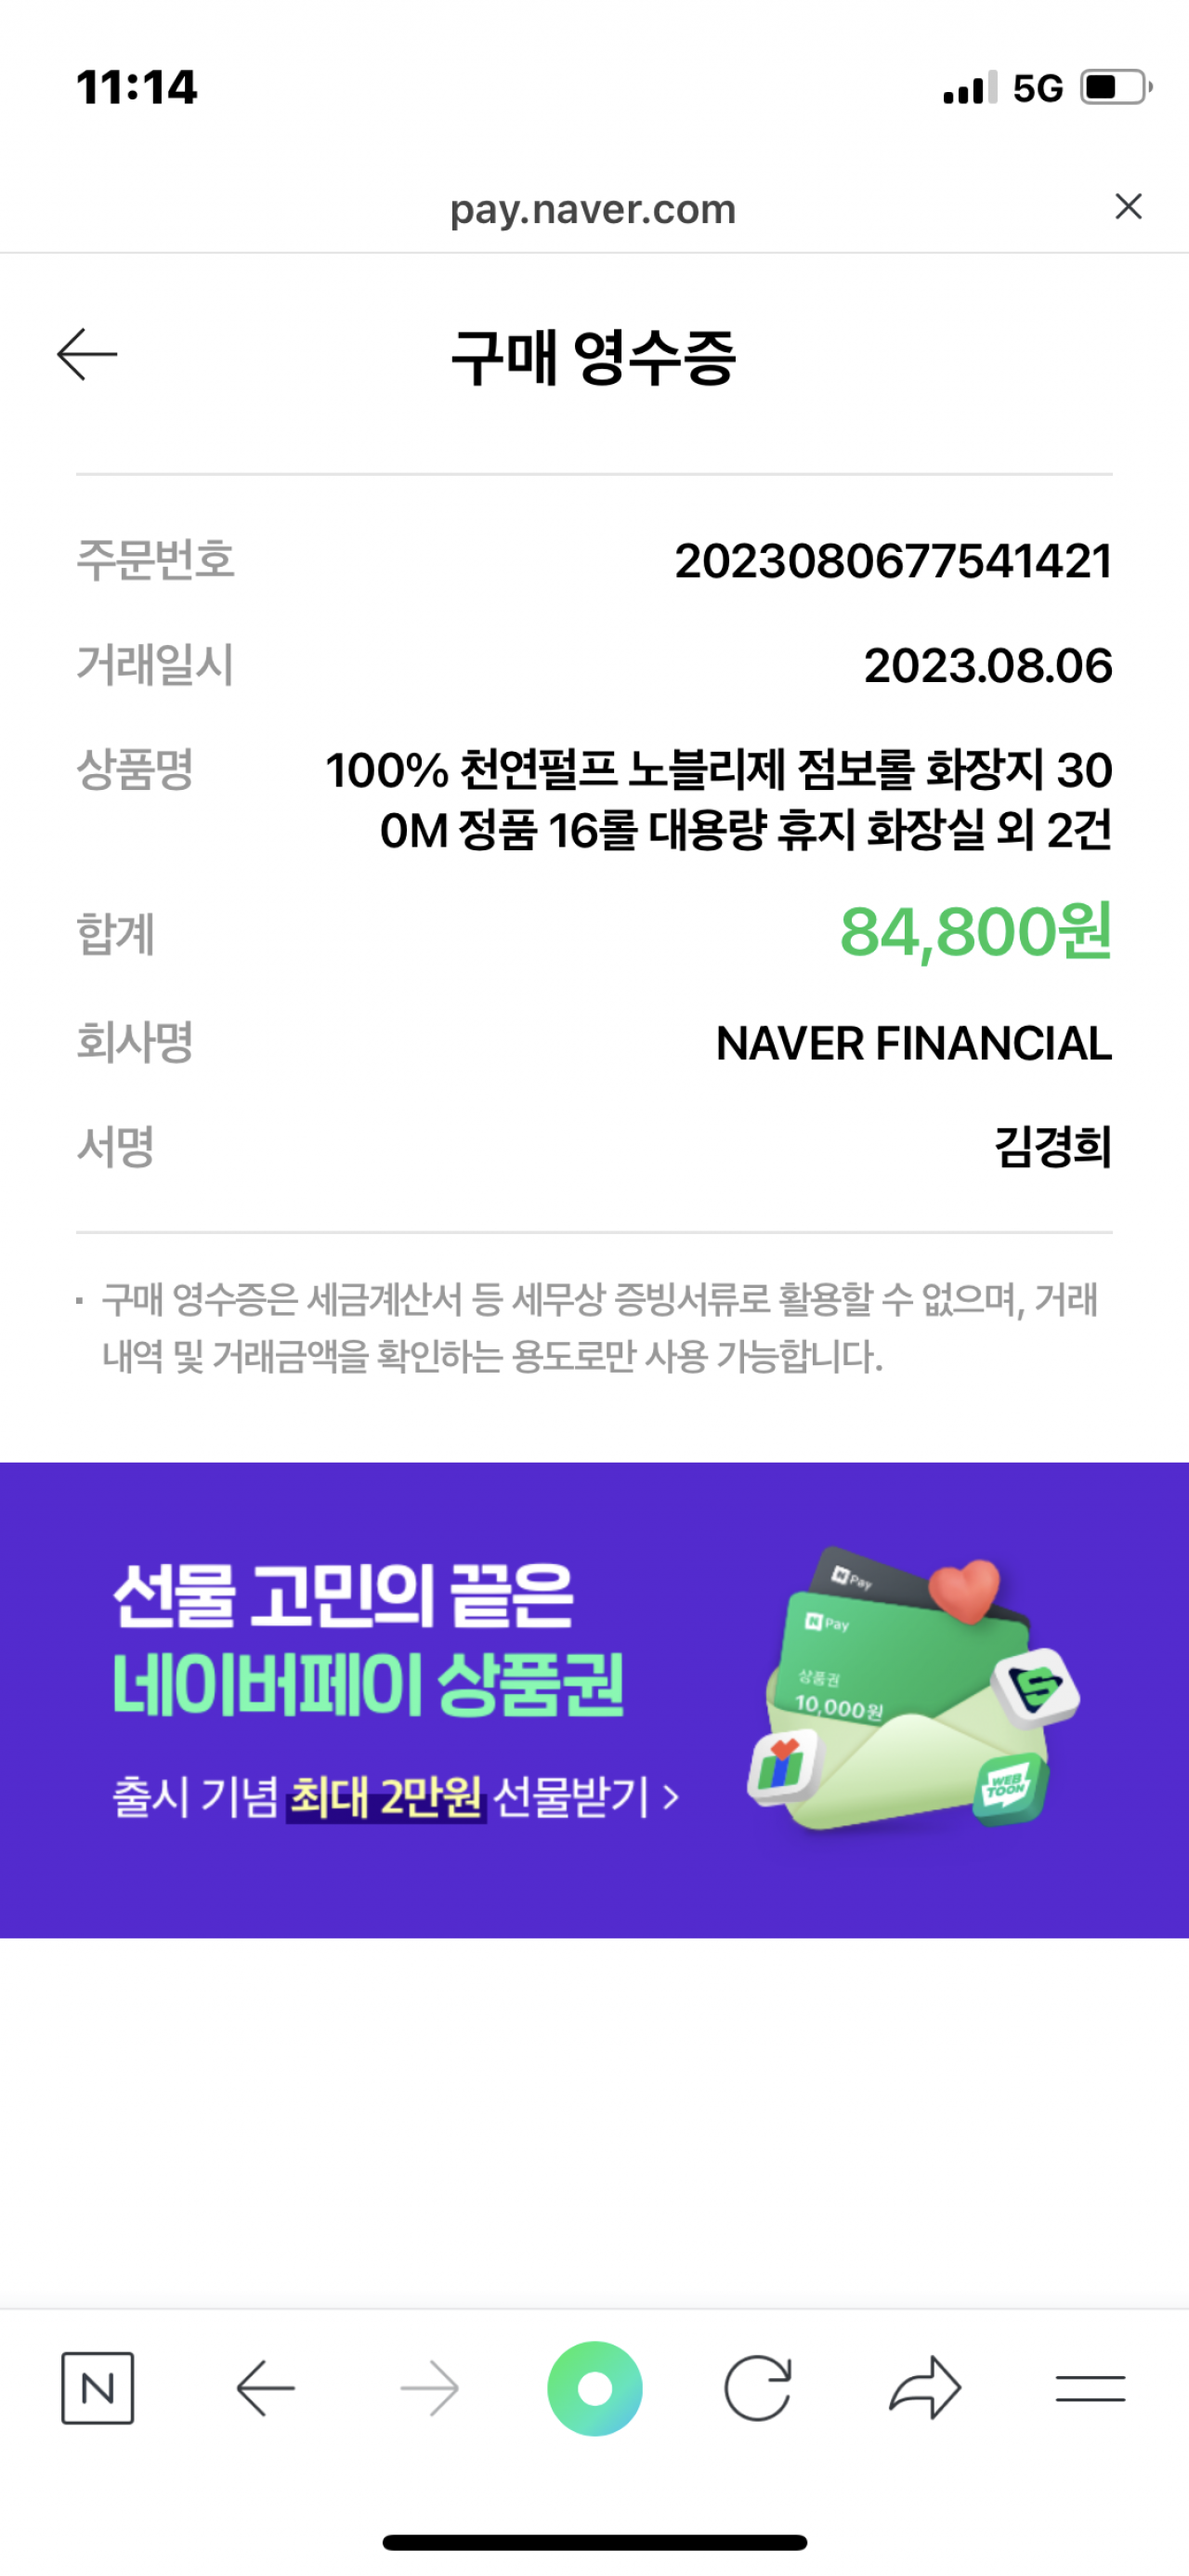 11:14
5G
pay.naver.com
구매 영수증
주문번호 2023080677541421
거래일시 2023.08.06
상품명 100% 천연펄프 노블리제 점보롤 화장지 30
0M 정품 16롤 대용량 휴지 화장실 외 2건
합계 84,800원
회사명 NAVER FINANCIAL
서명 김경희
· 구매 영수증은 세금계산서 등 세무상 증빙서류로 활용할 수 없으며, 거래
내역 및 거래금액을 확인하는 용도로만 사용 가능합니다.
선물 고민의 끝은
네이버페이 상품권
출시 기념 최대 2만원 선물받기 >
N Pay
N Pay
상품권
10,000원
WEB
TOON
N